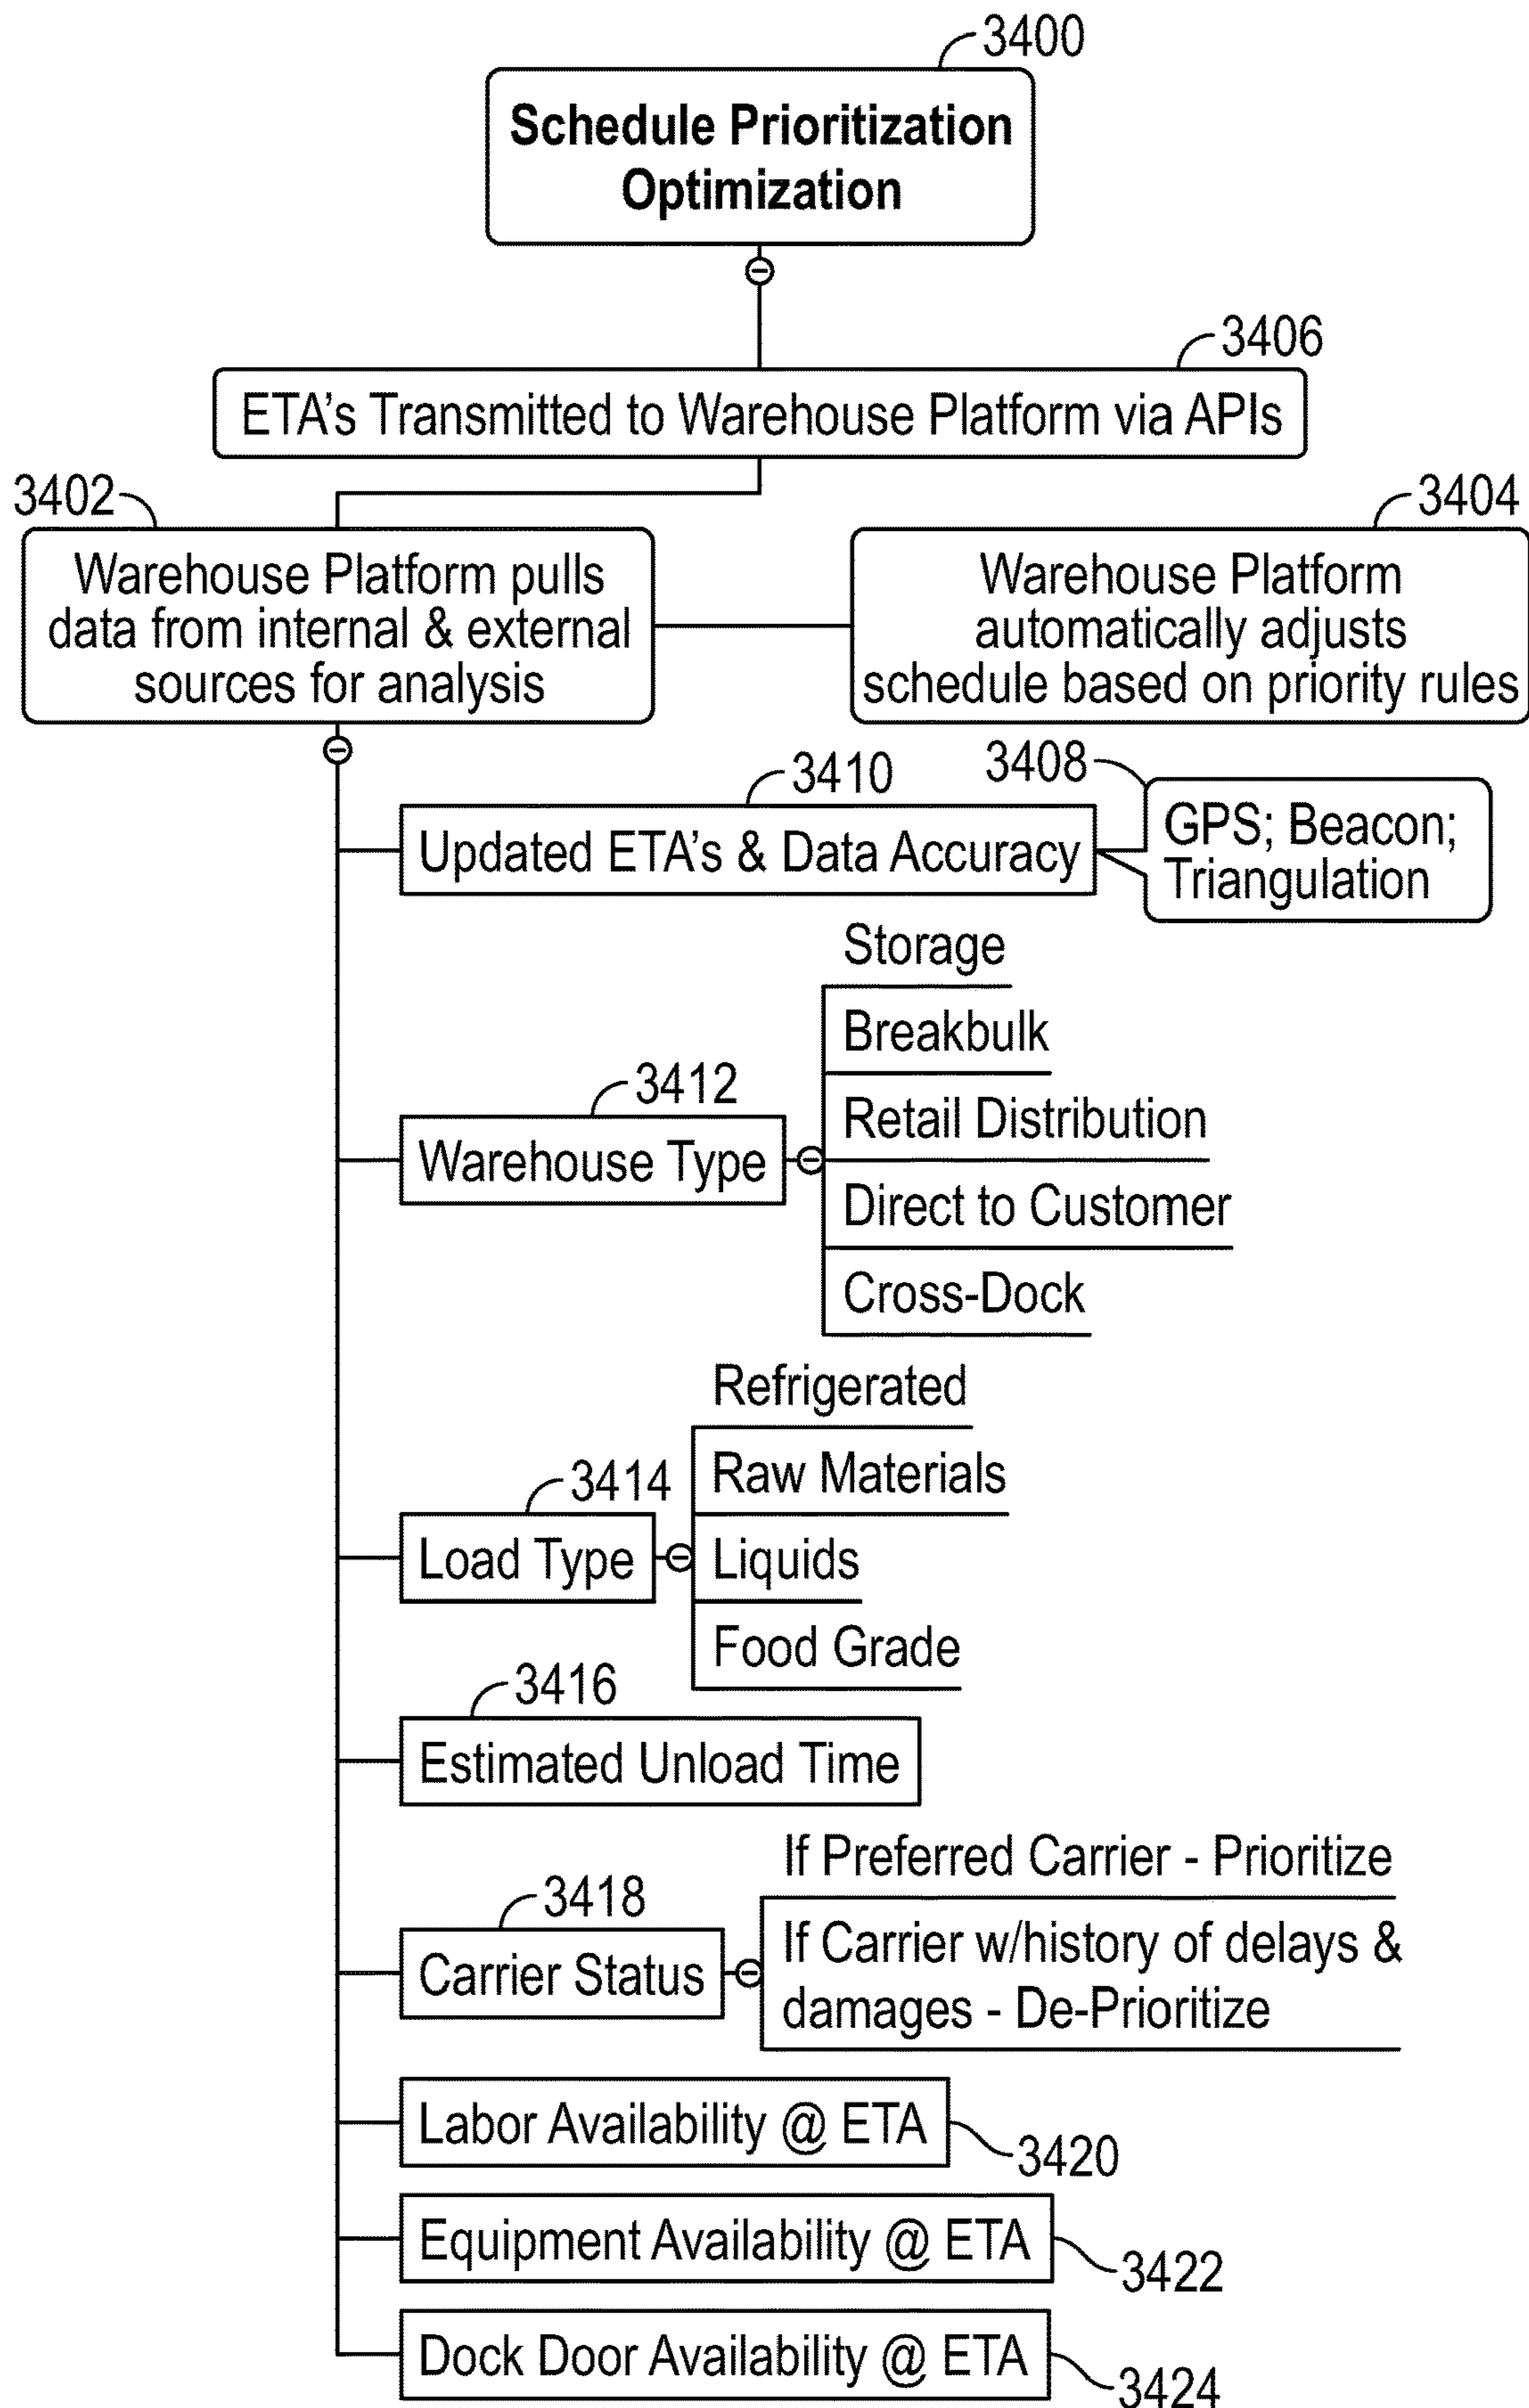 3400
Schedule Prioritization
Optimization
3406
ETA's Transmitted to Warehouse Platform via APIs
3402
Warehouse Platform pulls
data from internal & external
sources for analysis
3404
Warehouse Platform
automatically adjusts
schedule based on priority rules
3410
Updated ETA's & Data Accuracy
3408
GPS; Beacon;
Triangulation
3412
Warehouse Type
Storage
Breakbulk
Retail Distribution
Direct to Customer
Cross-Dock
3414
Load Type
Refrigerated
Raw Materials
Liquids
Food Grade
3416
Estimated Unload Time
3418
Carrier Status
If Preferred Carrier - Prioritize
If Carrier w/history of delays &
damages - De-Prioritize
Labor Availability @ ETA
3420
Equipment Availability @ ETA
3422
Dock Door Availability @ ETA
3424